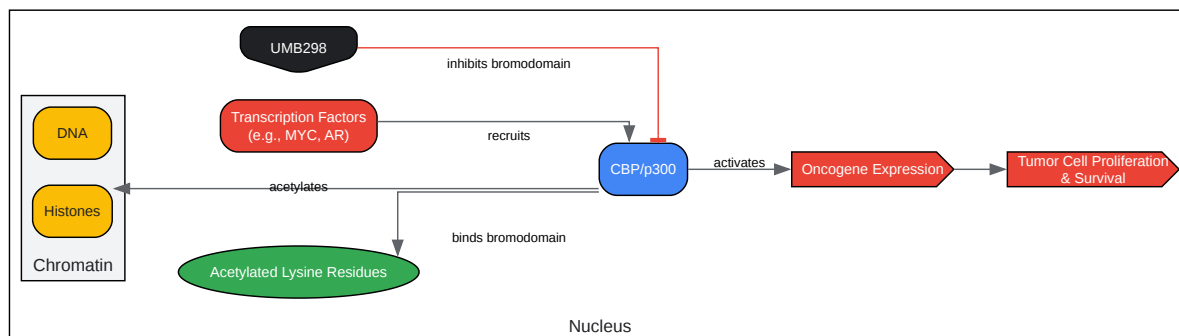 UMB298
inhibits bromodomain
Transcription Factors
(e.g., MYC, AR)
recruits
DNA
Histones
Chromatin
acetylates
CBP/p300
activates
Oncogene Expression
Tumor Cell Proliferation
& Survival
binds bromodomain
Acetylated Lysine Residues
Nucleus